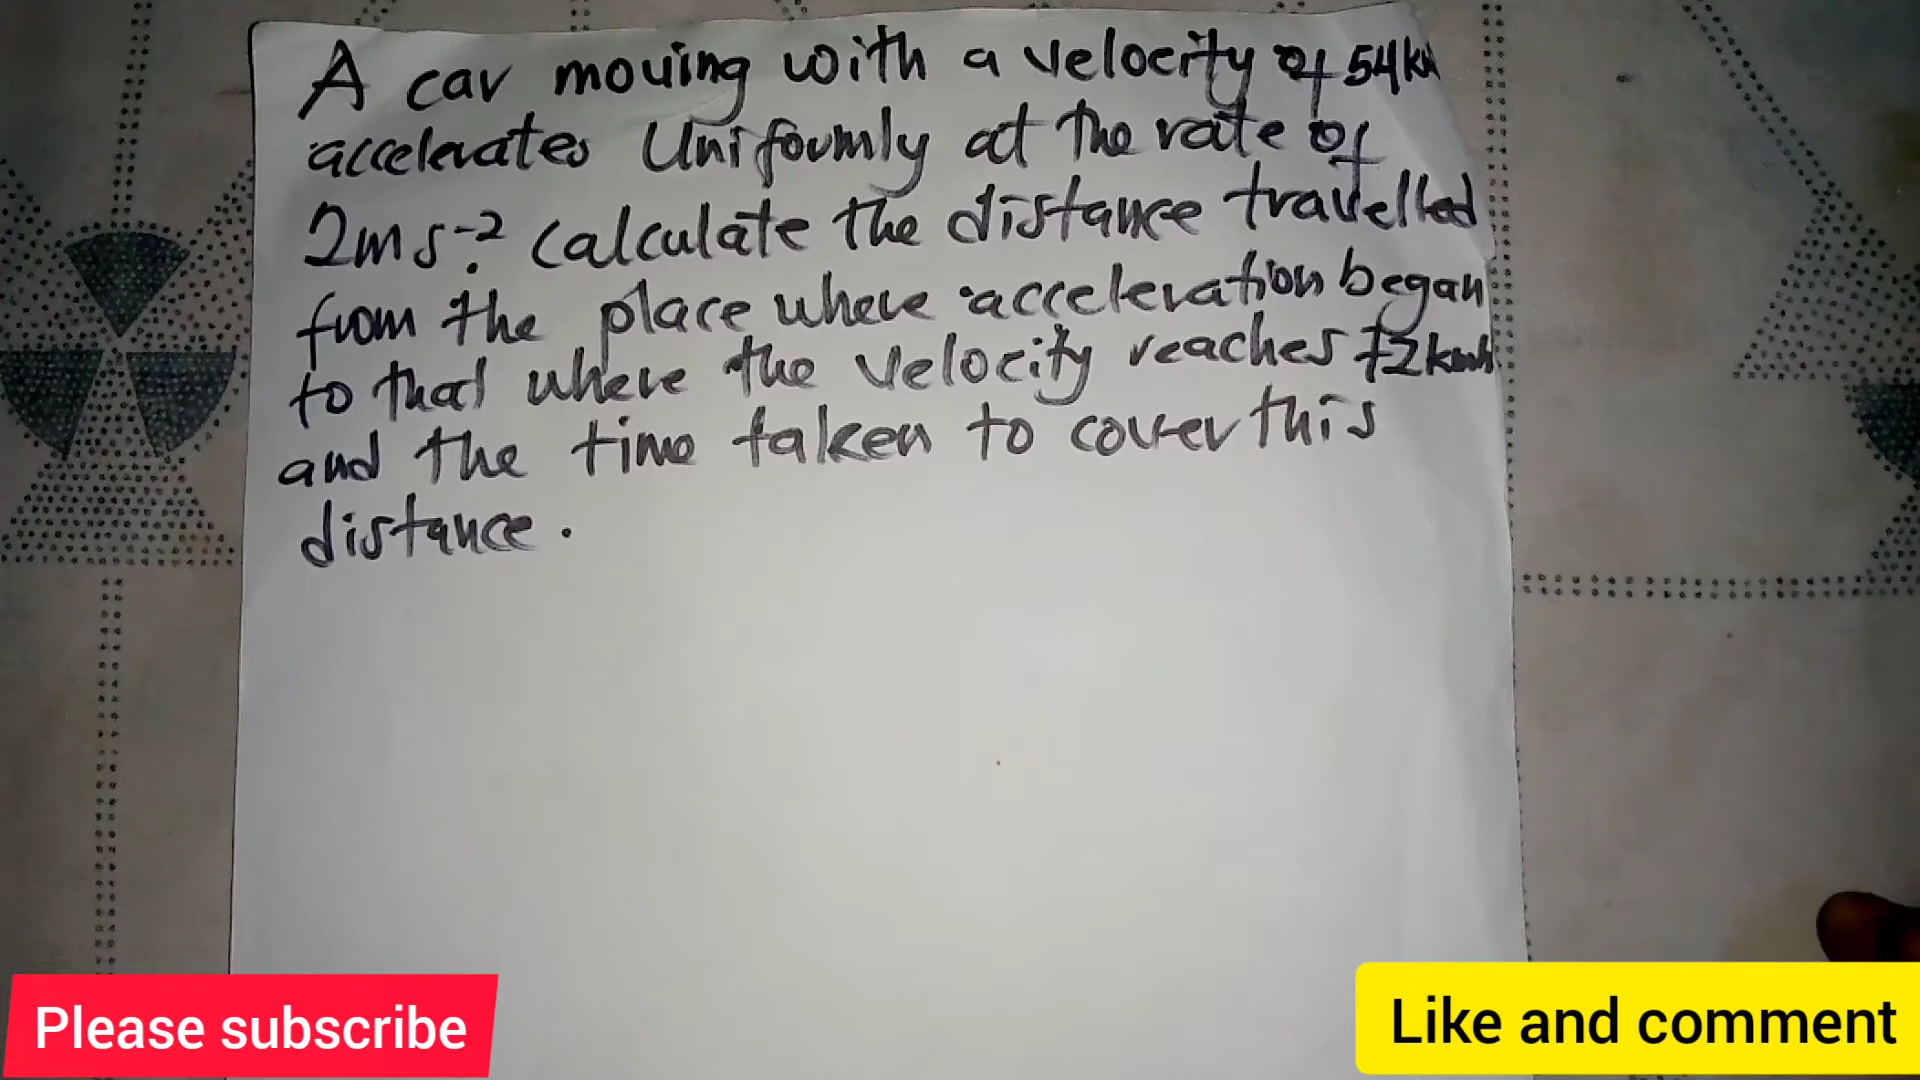 A car moving with a velocity of 54km
accelerates Uniformly at the rate of
2ms⁻². calculate the distance travelled
from the place where acceleration began
to that where the velocity reaches 72kmh
and the time taken to cover this
distance.
Please subscribe
Like and comment